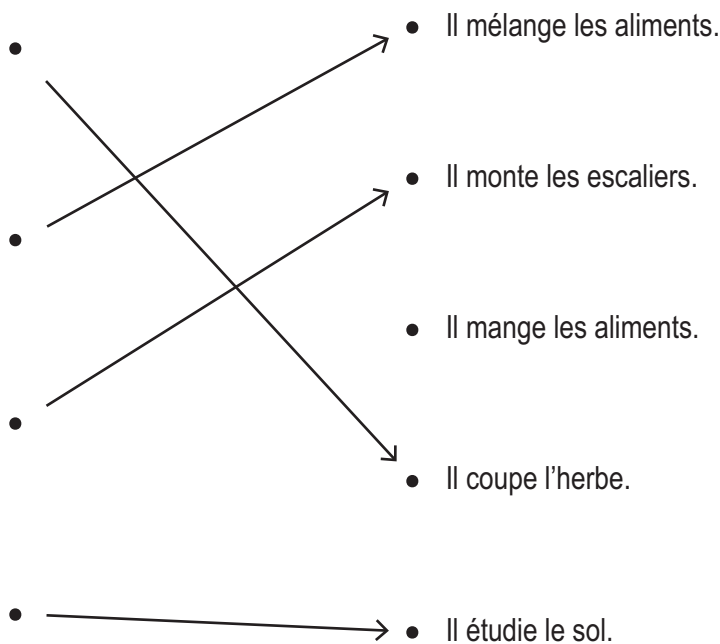 Il mélange les aliments.
Il monte les escaliers.
Il mange les aliments.
Il coupe l’herbe.
Il étudie le sol.